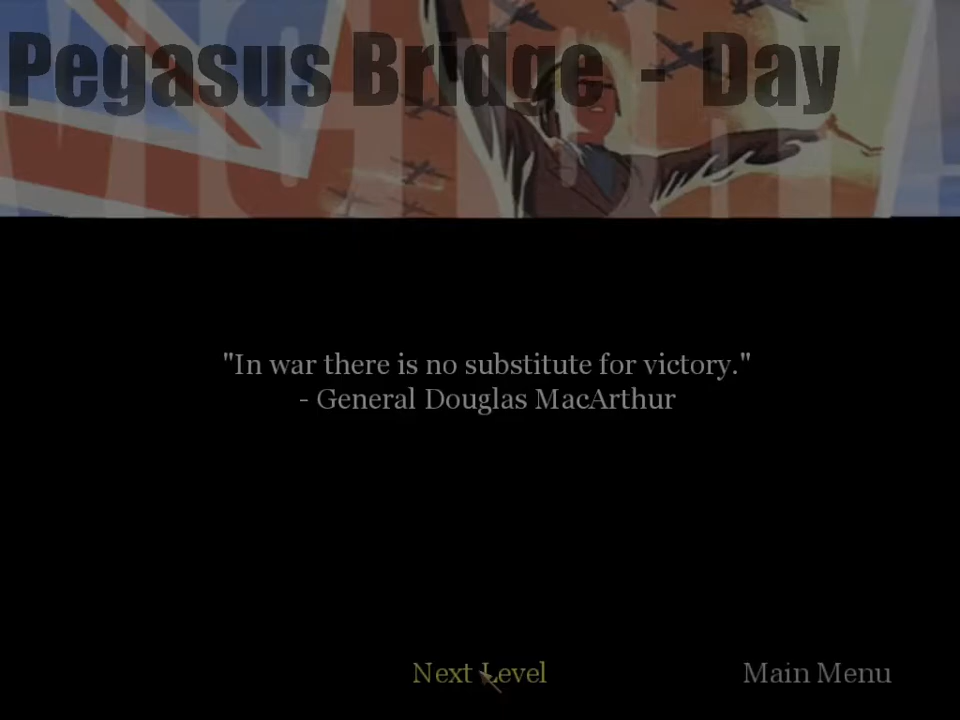 Pegasus Bridge - Day
"In war there is no substitute for victory."
- General Douglas MacArthur
Next Level
Main Menu